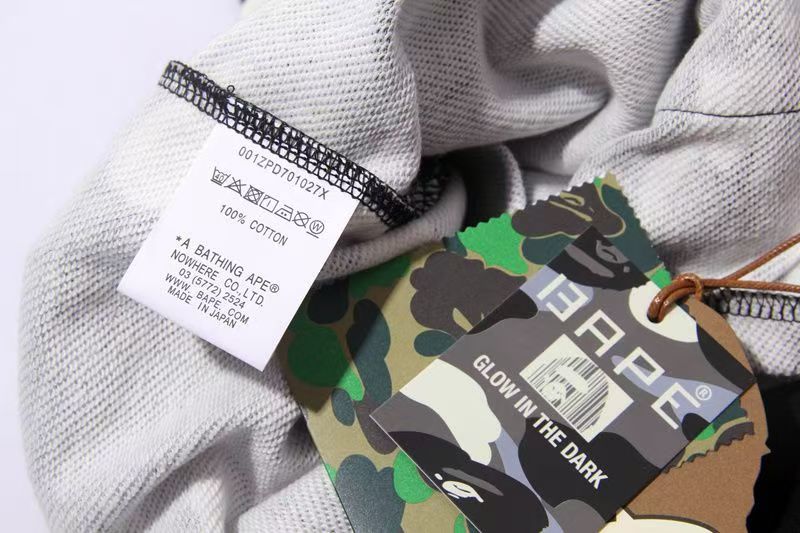 001ZPD701027X
40 W
100% COTTON
*A BATHING APE®
NOWHERE CO., LTD.
03 (5772) 2524
WWW. BAPE. COM
MADE IN JAPAN
BAPE®
GLOW IN THE DARK